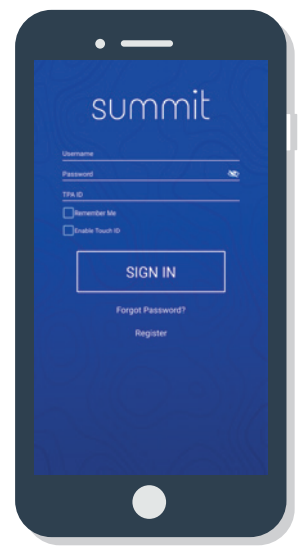 summit
Username
Password
TPA ID
Remember Me
Enable Touch ID
SIGN IN
Forgot Password?
Register